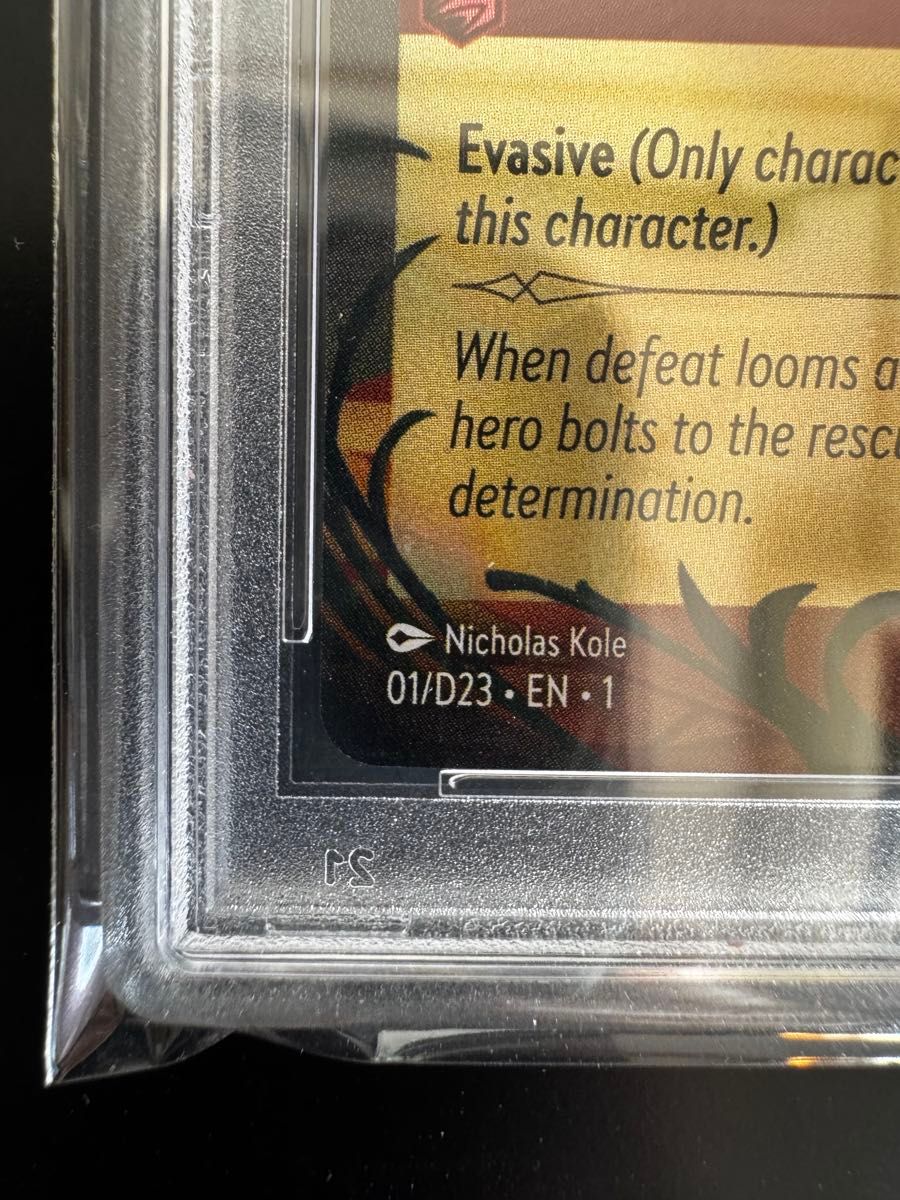 Evasive (Only charac
this character.)
When defeat looms a
hero bolts to the resc
determination.
Nicholas Kole
01/D23 • EN • 1
21